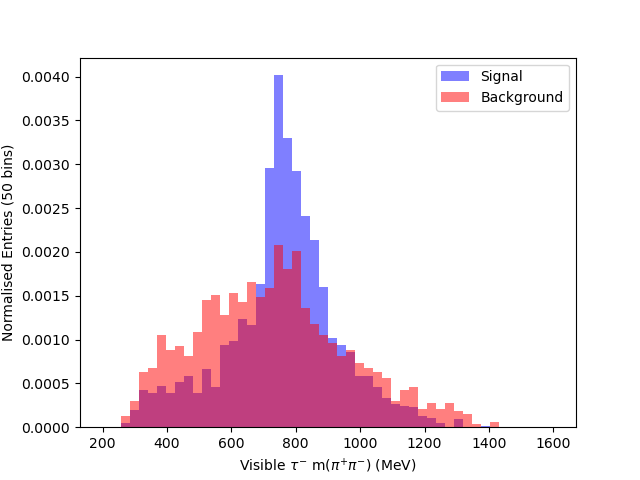 Signal
Background
0.0040
0.0035
0.0030
0.0025
0.0020
0.0015
0.0010
0.0005
0.0000
Normalised Entries (50 bins)
200 400 600 800 1000 1200 1400 1600
Visible τ⁻ m(π⁺π⁻) (MeV)